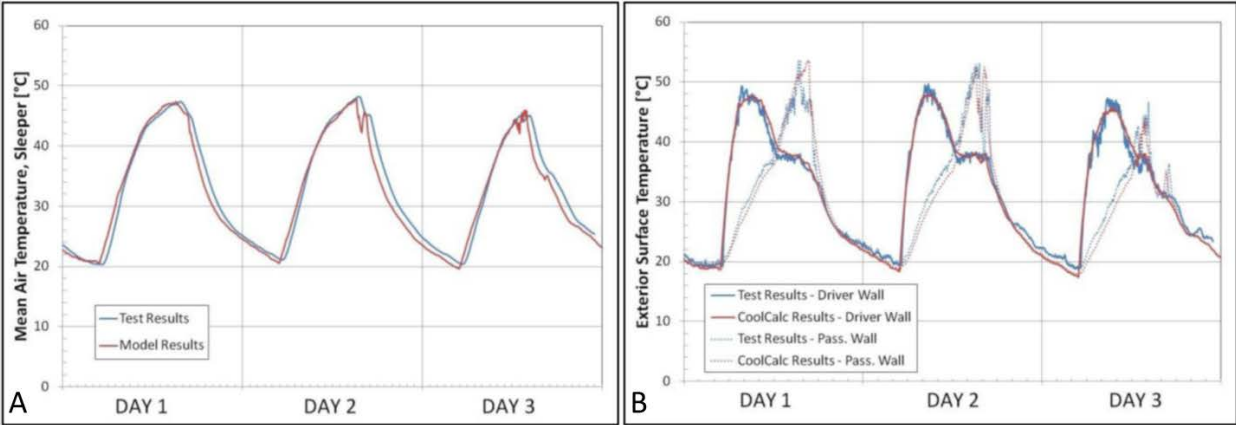 60
50
40
30
20
10
0
Mean Air Temperature, Sleeper [°C]
Test Results
Model Results
A
DAY 1 DAY 2 DAY 3
60
50
40
30
20
10
0
Exterior Surface Temperature [°C]
Test Results - Driver Wall
CoolCalc Results - Driver Wall
Test Results - Pass. Wall
CoolCalc Results - Pass. Wall
B
DAY 1 DAY 2 DAY 3